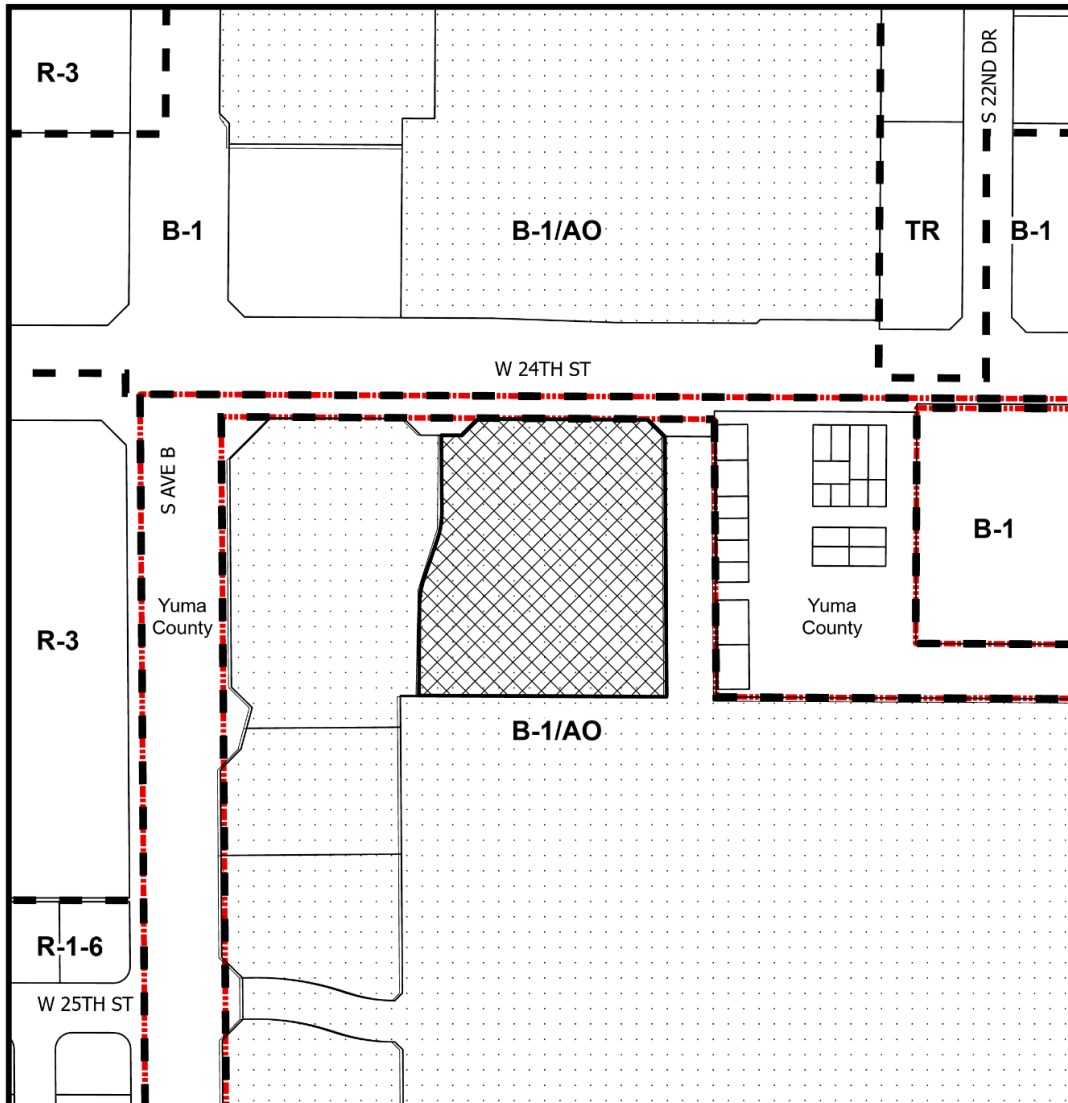 S 22ND DR
R-3
B-1
B-1/AO
TR
B-1
W 24TH ST
S AVE B
B-1
Yuma
County
Yuma
County
R-3
B-1/AO
R-1-6
W 25TH ST